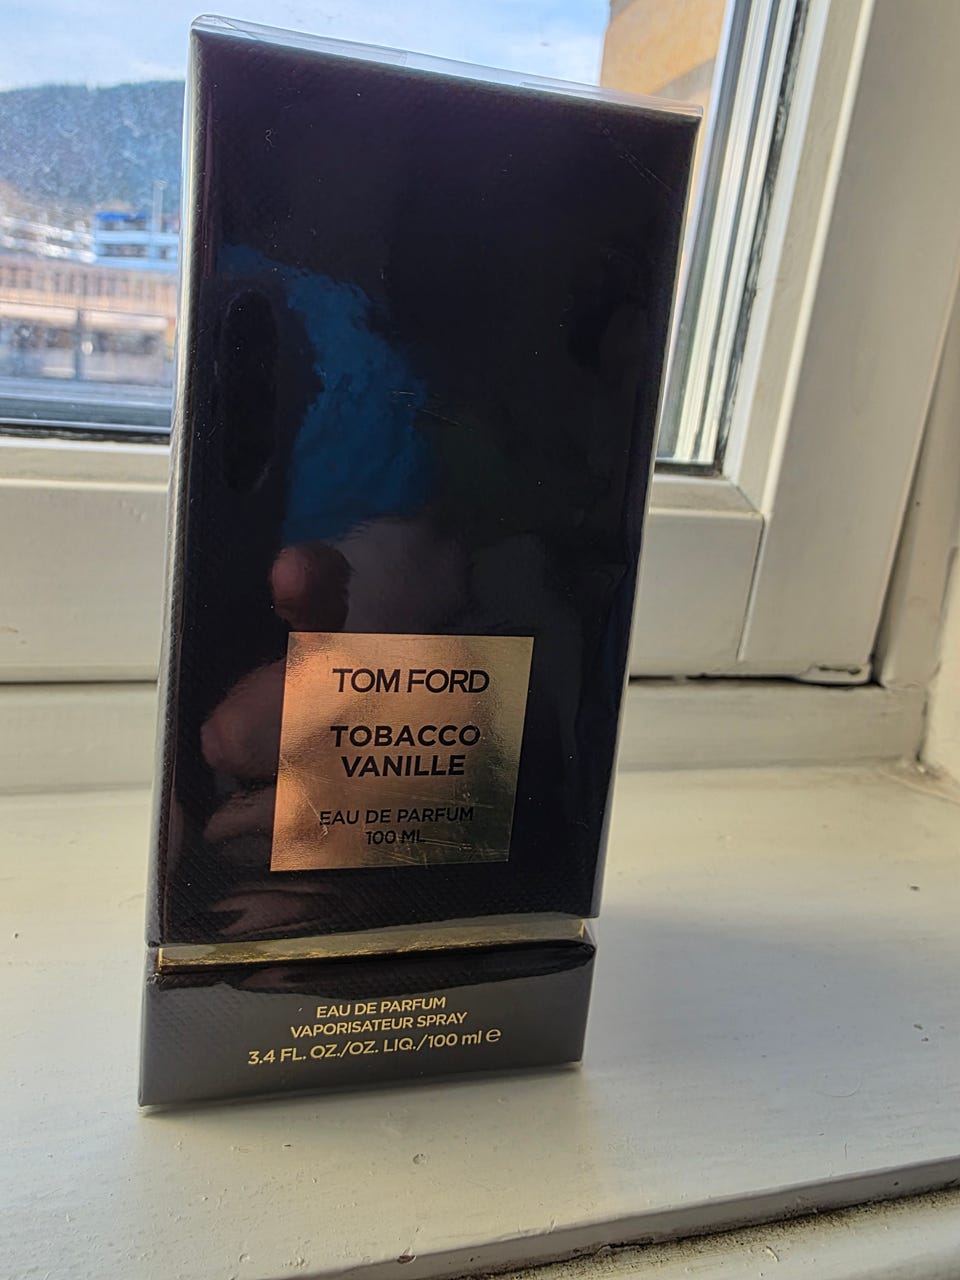 TOM FORD
TOBACCO
VANILLE
EAU DE PARFUM
100 ML
EAU DE PARFUM
VAPORISATEUR SPRAY
3.4 FL. OZ./OZ. LIQ./100 ml ℮